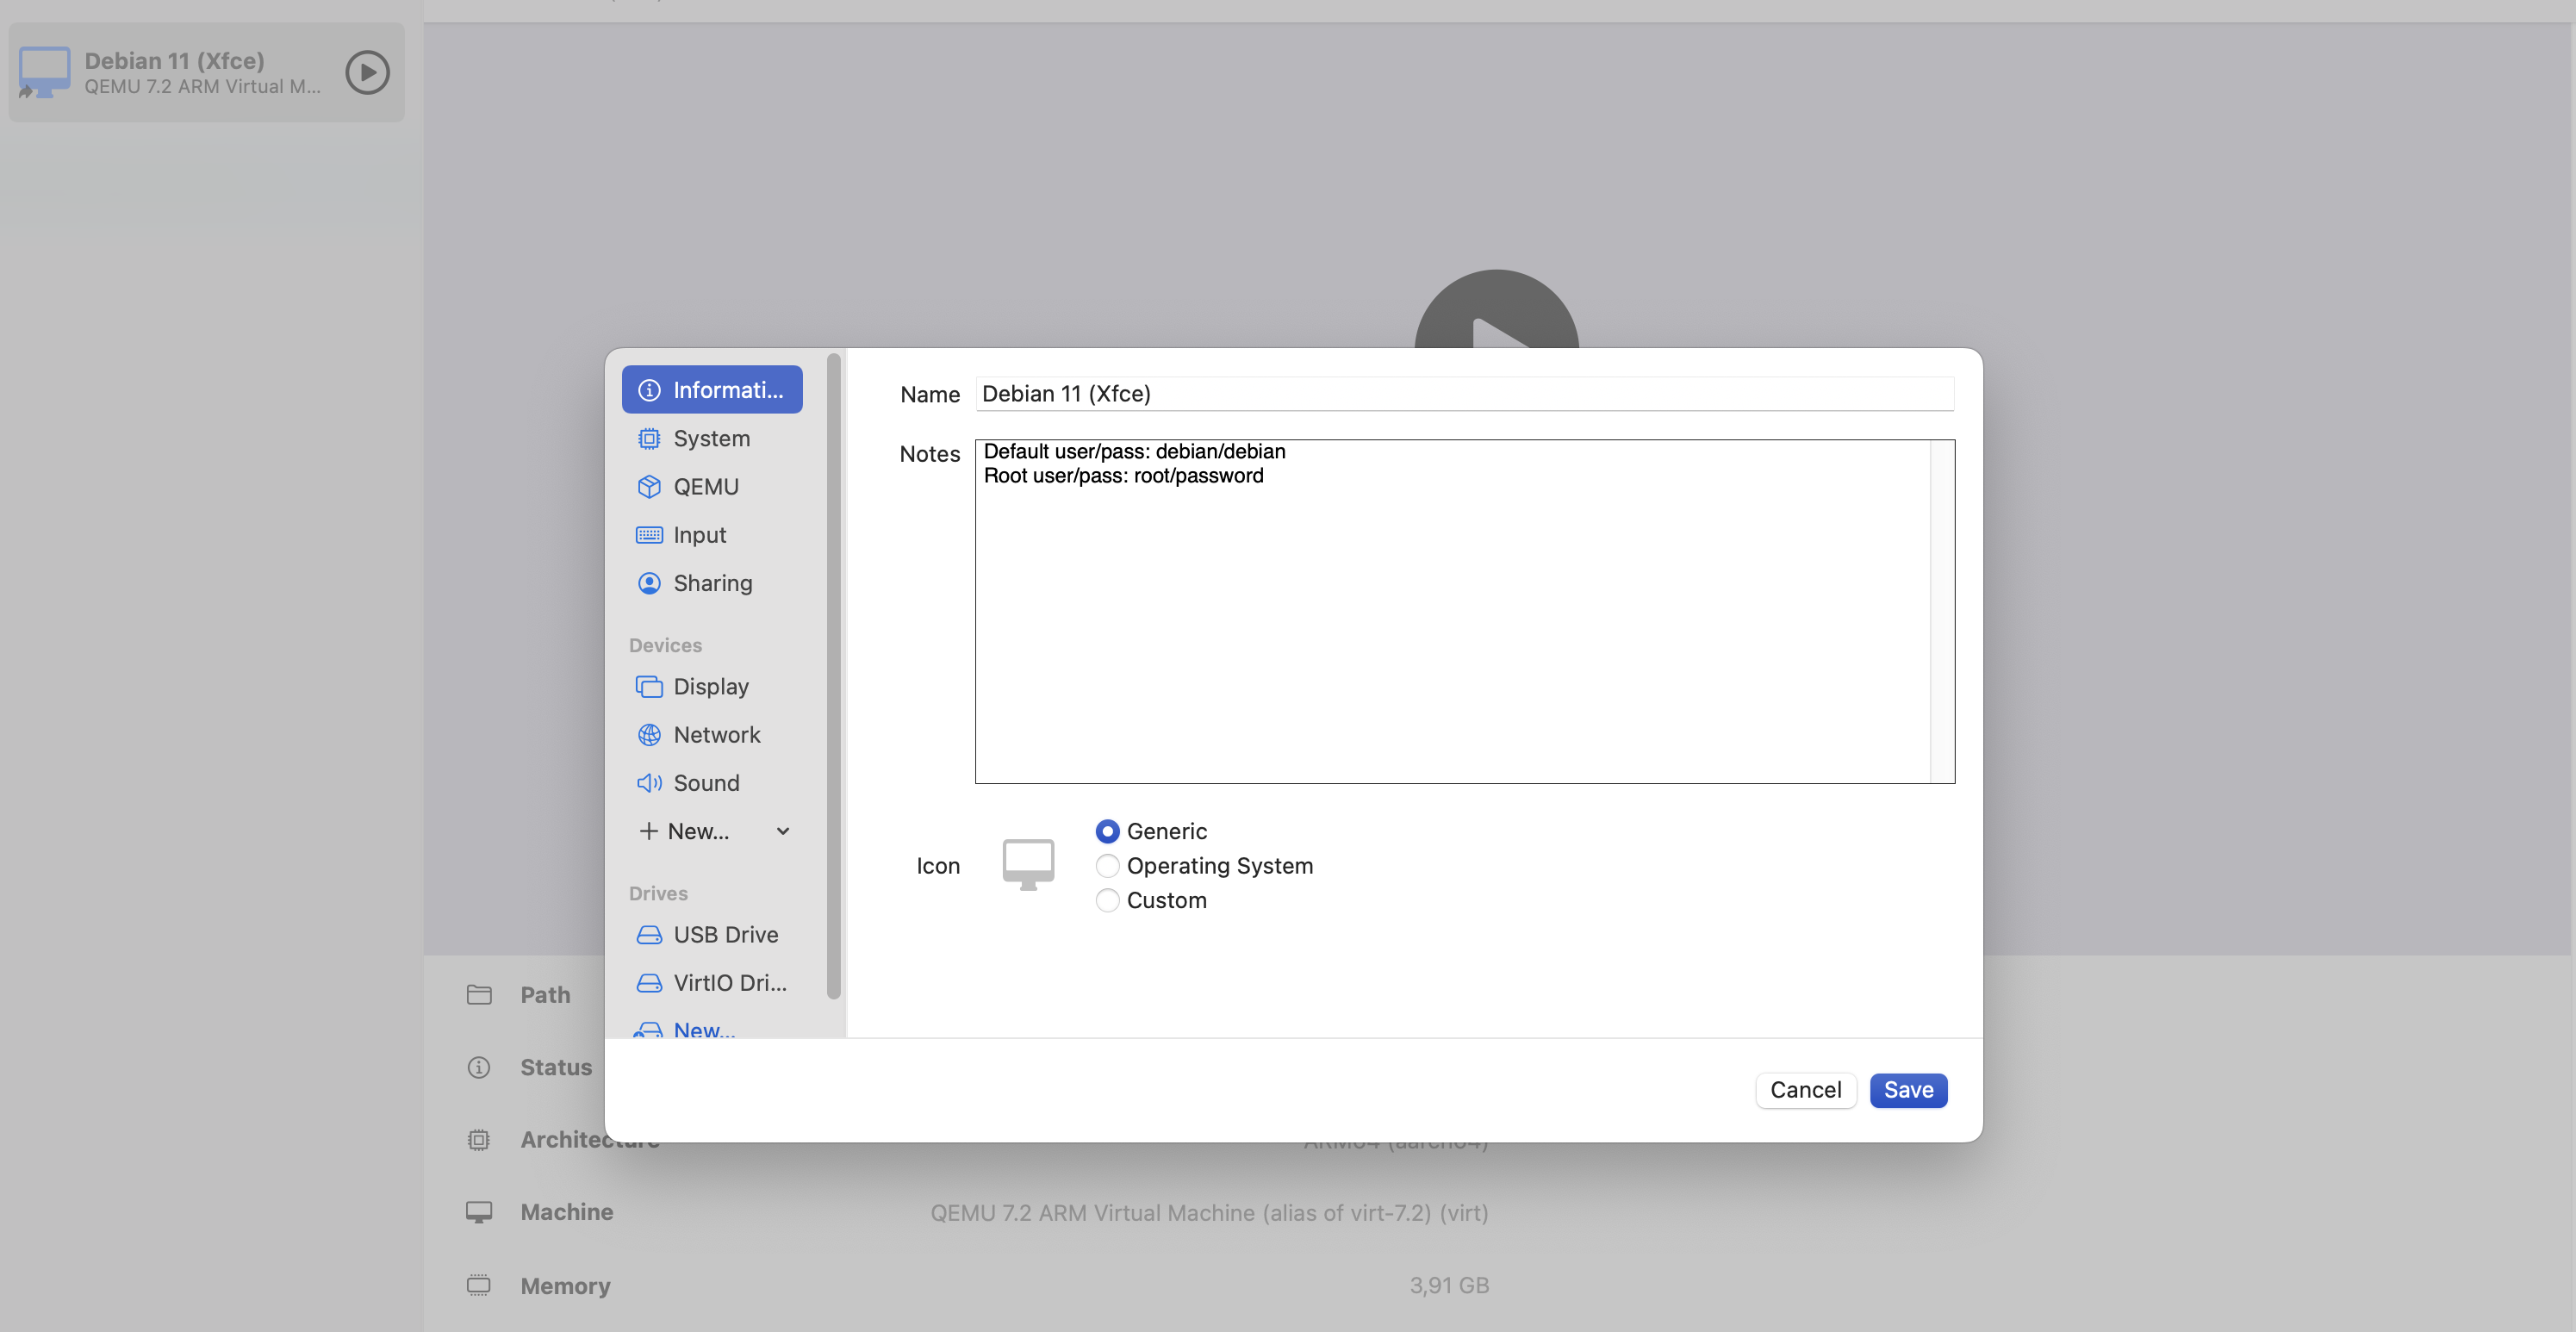 Debian 11 (Xfce)
QEMU 7.2 ARM Virtual M...
Informati...
System
QEMU
Input
Sharing
Devices
Display
Network
Sound
New...
Drives
USB Drive
VirtIO Dri...
New...
Name Debian 11 (Xfce)
Notes Default user/pass: debian/debian
Root user/pass: root/password
Icon
Generic
Operating System
Custom
Cancel Save
Path
Status
Architecture ARM64 (aarch64)
Machine QEMU 7.2 ARM Virtual Machine (alias of virt-7.2) (virt)
Memory 3,91 GB